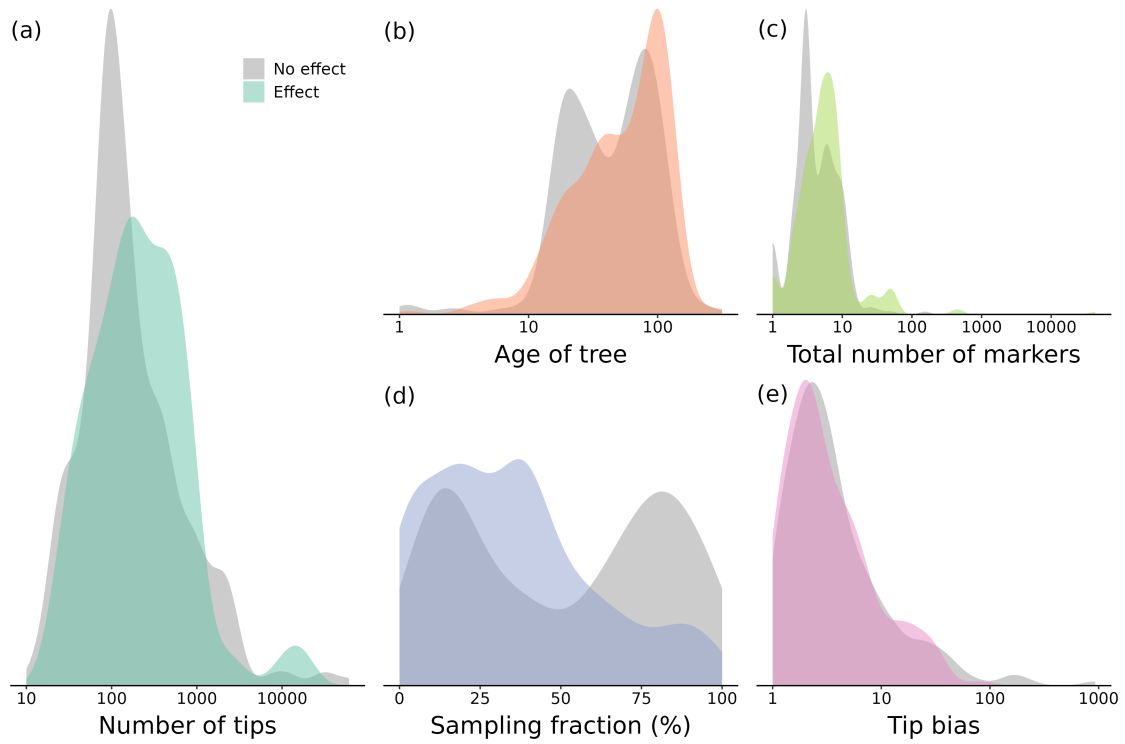 (a)
No effect
Effect
10 100 1000 10000
Number of tips
(b)
1 10 100
Age of tree
(c)
1 10 100 1000 10000
Total number of markers
(d)
0 25 50 75 100
Sampling fraction (%)
(e)
1 10 100 1000
Tip bias